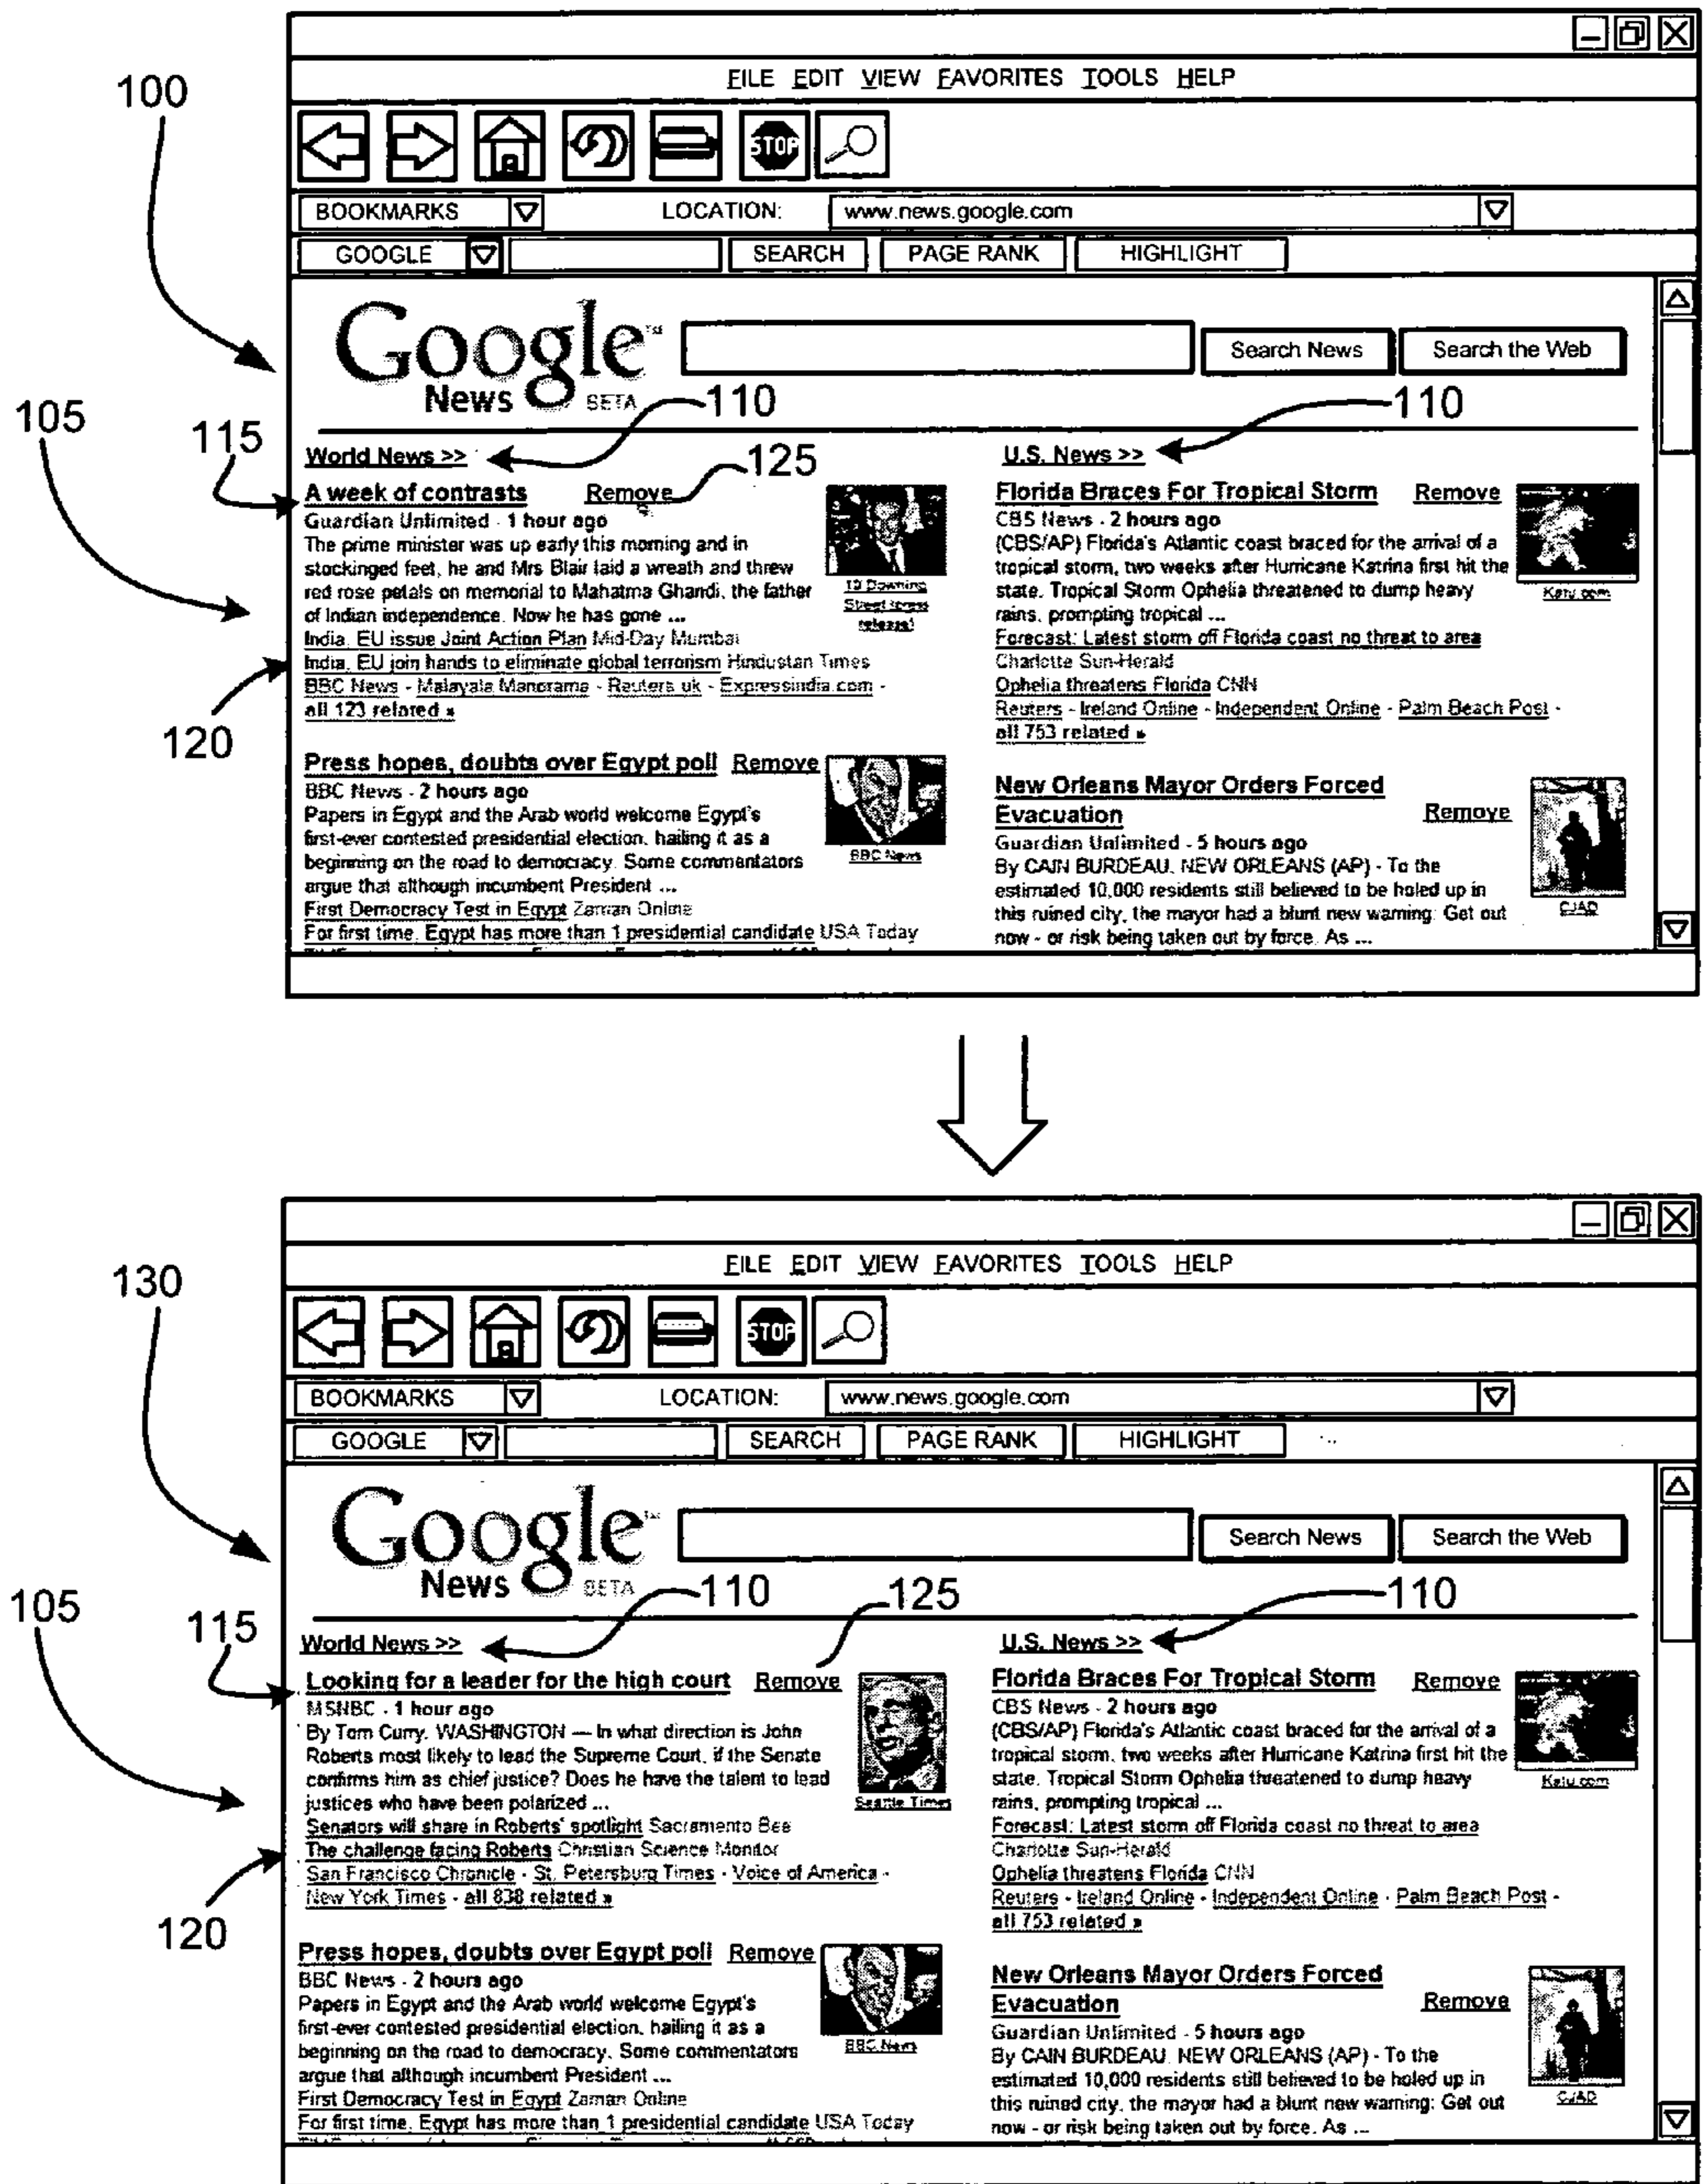 100
FILE EDIT VIEW FAVORITES TOOLS HELP
STOP
BOOKMARKS LOCATION: www.news.google.com
GOOGLE SEARCH PAGE RANK HIGHLIGHT
Google™
News BETA
Search News Search the Web
105
110
110
115
125
World News >>
A week of contrasts Remove
Guardian Unlimited - 1 hour ago
The prime minister was up early this morning and in
stockinged feet, he and Mrs Blair laid a wreath and threw
red rose petals on memorial to Mahatma Ghandi, the father
of Indian independence. Now he has gone ...
India, EU issue Joint Action Plan Mid-Day Mumbai
India, EU join hands to eliminate global terrorism Hindustan Times
BBC News - Malayala Manorama - Reuters uk - Expressindia.com -
all 123 related »
10 Downing
Street (press
release)
120
Press hopes, doubts over Egypt poll Remove
BBC News - 2 hours ago
Papers in Egypt and the Arab world welcome Egypt's
first-ever contested presidential election, hailing it as a
beginning on the road to democracy. Some commentators
argue that although incumbent President ...
First Democracy Test in Egypt Zaman Online
For first time, Egypt has more than 1 presidential candidate USA Today
BBC News
U.S. News >>
Florida Braces For Tropical Storm Remove
CBS News - 2 hours ago
(CBS/AP) Florida's Atlantic coast braced for the arrival of a
tropical storm, two weeks after Hurricane Katrina first hit the
state. Tropical Storm Ophelia threatened to dump heavy
rains, prompting tropical ...
Forecast: Latest storm off Florida coast no threat to area
Charlotte Sun-Herald
Ophelia threatens Florida CNN
Reuters - Ireland Online - Independent Online - Palm Beach Post -
all 753 related »
Katu.com
New Orleans Mayor Orders Forced
Evacuation Remove
Guardian Unlimited - 5 hours ago
By CAIN BURDEAU. NEW ORLEANS (AP) - To the
estimated 10,000 residents still believed to be holed up in
this ruined city, the mayor had a blunt new warning: Get out
now - or risk being taken out by force. As ...
CJAD
130
FILE EDIT VIEW FAVORITES TOOLS HELP
STOP
BOOKMARKS LOCATION: www.news.google.com
GOOGLE SEARCH PAGE RANK HIGHLIGHT
Google™
News BETA
Search News Search the Web
105
110
125
110
115
World News >>
Looking for a leader for the high court Remove
MSNBC - 1 hour ago
By Tom Curry. WASHINGTON — In what direction is John
Roberts most likely to lead the Supreme Court, if the Senate
confirms him as chief justice? Does he have the talent to lead
justices who have been polarized ...
Senators will share in Roberts' spotlight Sacramento Bee
The challenge facing Roberts Christian Science Monitor
San Francisco Chronicle - St. Petersburg Times - Voice of America -
New York Times - all 838 related »
Seattle Times
120
Press hopes, doubts over Egypt poll Remove
BBC News - 2 hours ago
Papers in Egypt and the Arab world welcome Egypt's
first-ever contested presidential election, hailing it as a
beginning on the road to democracy. Some commentators
argue that although incumbent President ...
First Democracy Test in Egypt Zaman Online
For first time, Egypt has more than 1 presidential candidate USA Today
BBC News
U.S. News >>
Florida Braces For Tropical Storm Remove
CBS News - 2 hours ago
(CBS/AP) Florida's Atlantic coast braced for the arrival of a
tropical storm, two weeks after Hurricane Katrina first hit the
state. Tropical Storm Ophelia threatened to dump heavy
rains, prompting tropical ...
Forecast: Latest storm off Florida coast no threat to area
Charlotte Sun-Herald
Ophelia threatens Florida CNN
Reuters - Ireland Online - Independent Online - Palm Beach Post -
all 753 related »
Katu.com
New Orleans Mayor Orders Forced
Evacuation Remove
Guardian Unlimited - 5 hours ago
By CAIN BURDEAU. NEW ORLEANS (AP) - To the
estimated 10,000 residents still believed to be holed up in
this ruined city, the mayor had a blunt new warning: Get out
now - or risk being taken out by force. As ...
CJAD